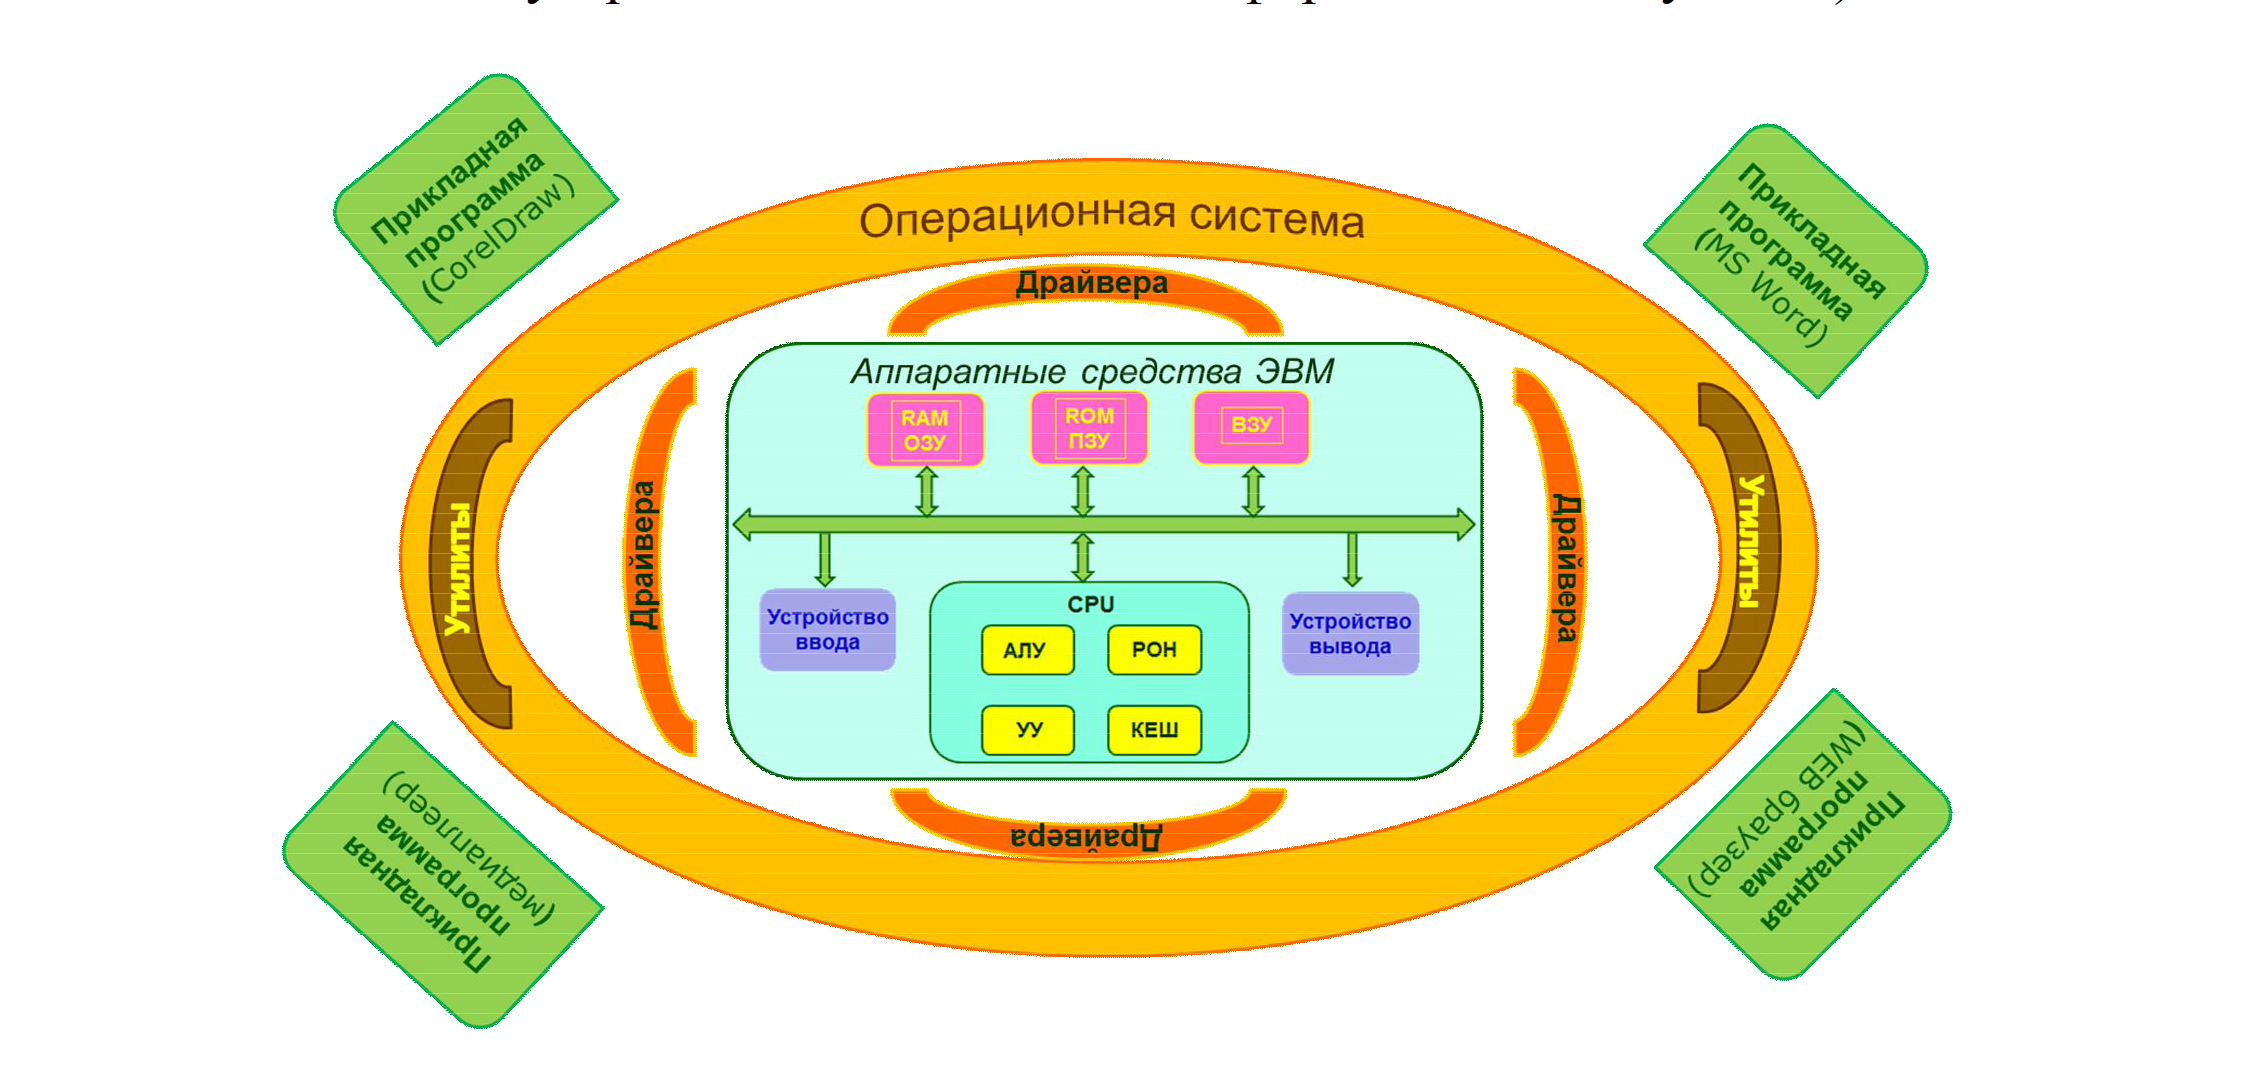 Прикладная
программа
(CorelDraw)
Прикладная
программа
(MS Word)
Операционная система
Драйвера
Аппаратные средства ЭВМ
RAM
ОЗУ
ROM
ПЗУ
ВЗУ
Утилиты
Драйвера
Драйвера
Утилиты
Устройство
ввода
CPU
АЛУ
РОН
УУ
КЕШ
Устройство
вывода
Драйвера
Прикладная
программа
(медиаплеер)
Прикладная
программа
(WEB браузер)